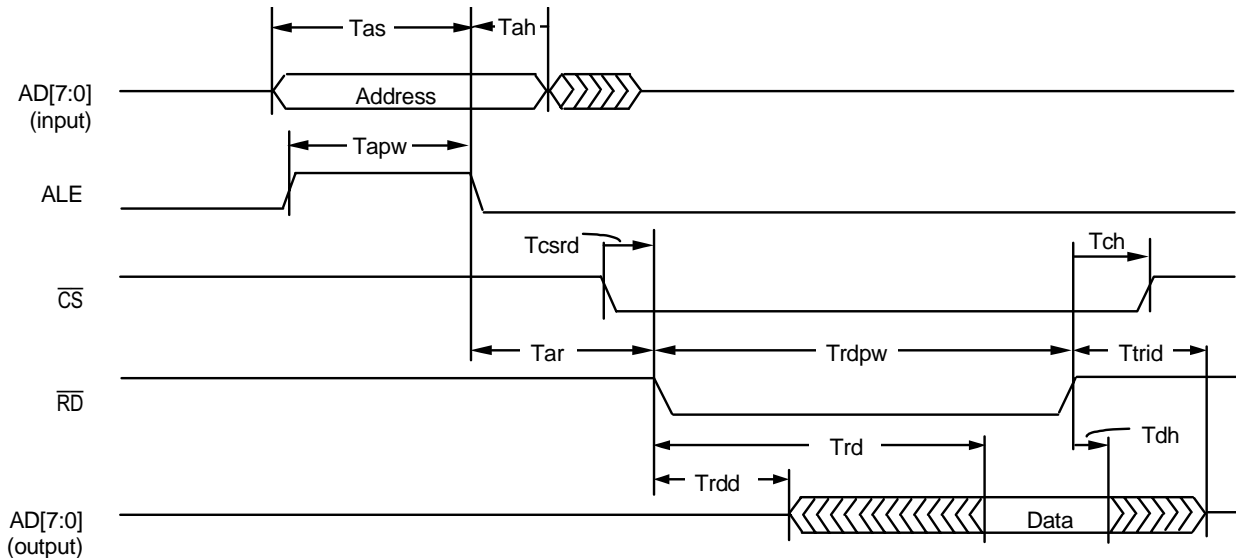 Tas
Tah
AD[7:0]
(input)
Address
Tapw
ALE
Tcsrd
Tch
CS
Tar
Trdpw
Ttrid
RD
Trd
Tdh
Trdd
AD[7:0]
(output)
Data